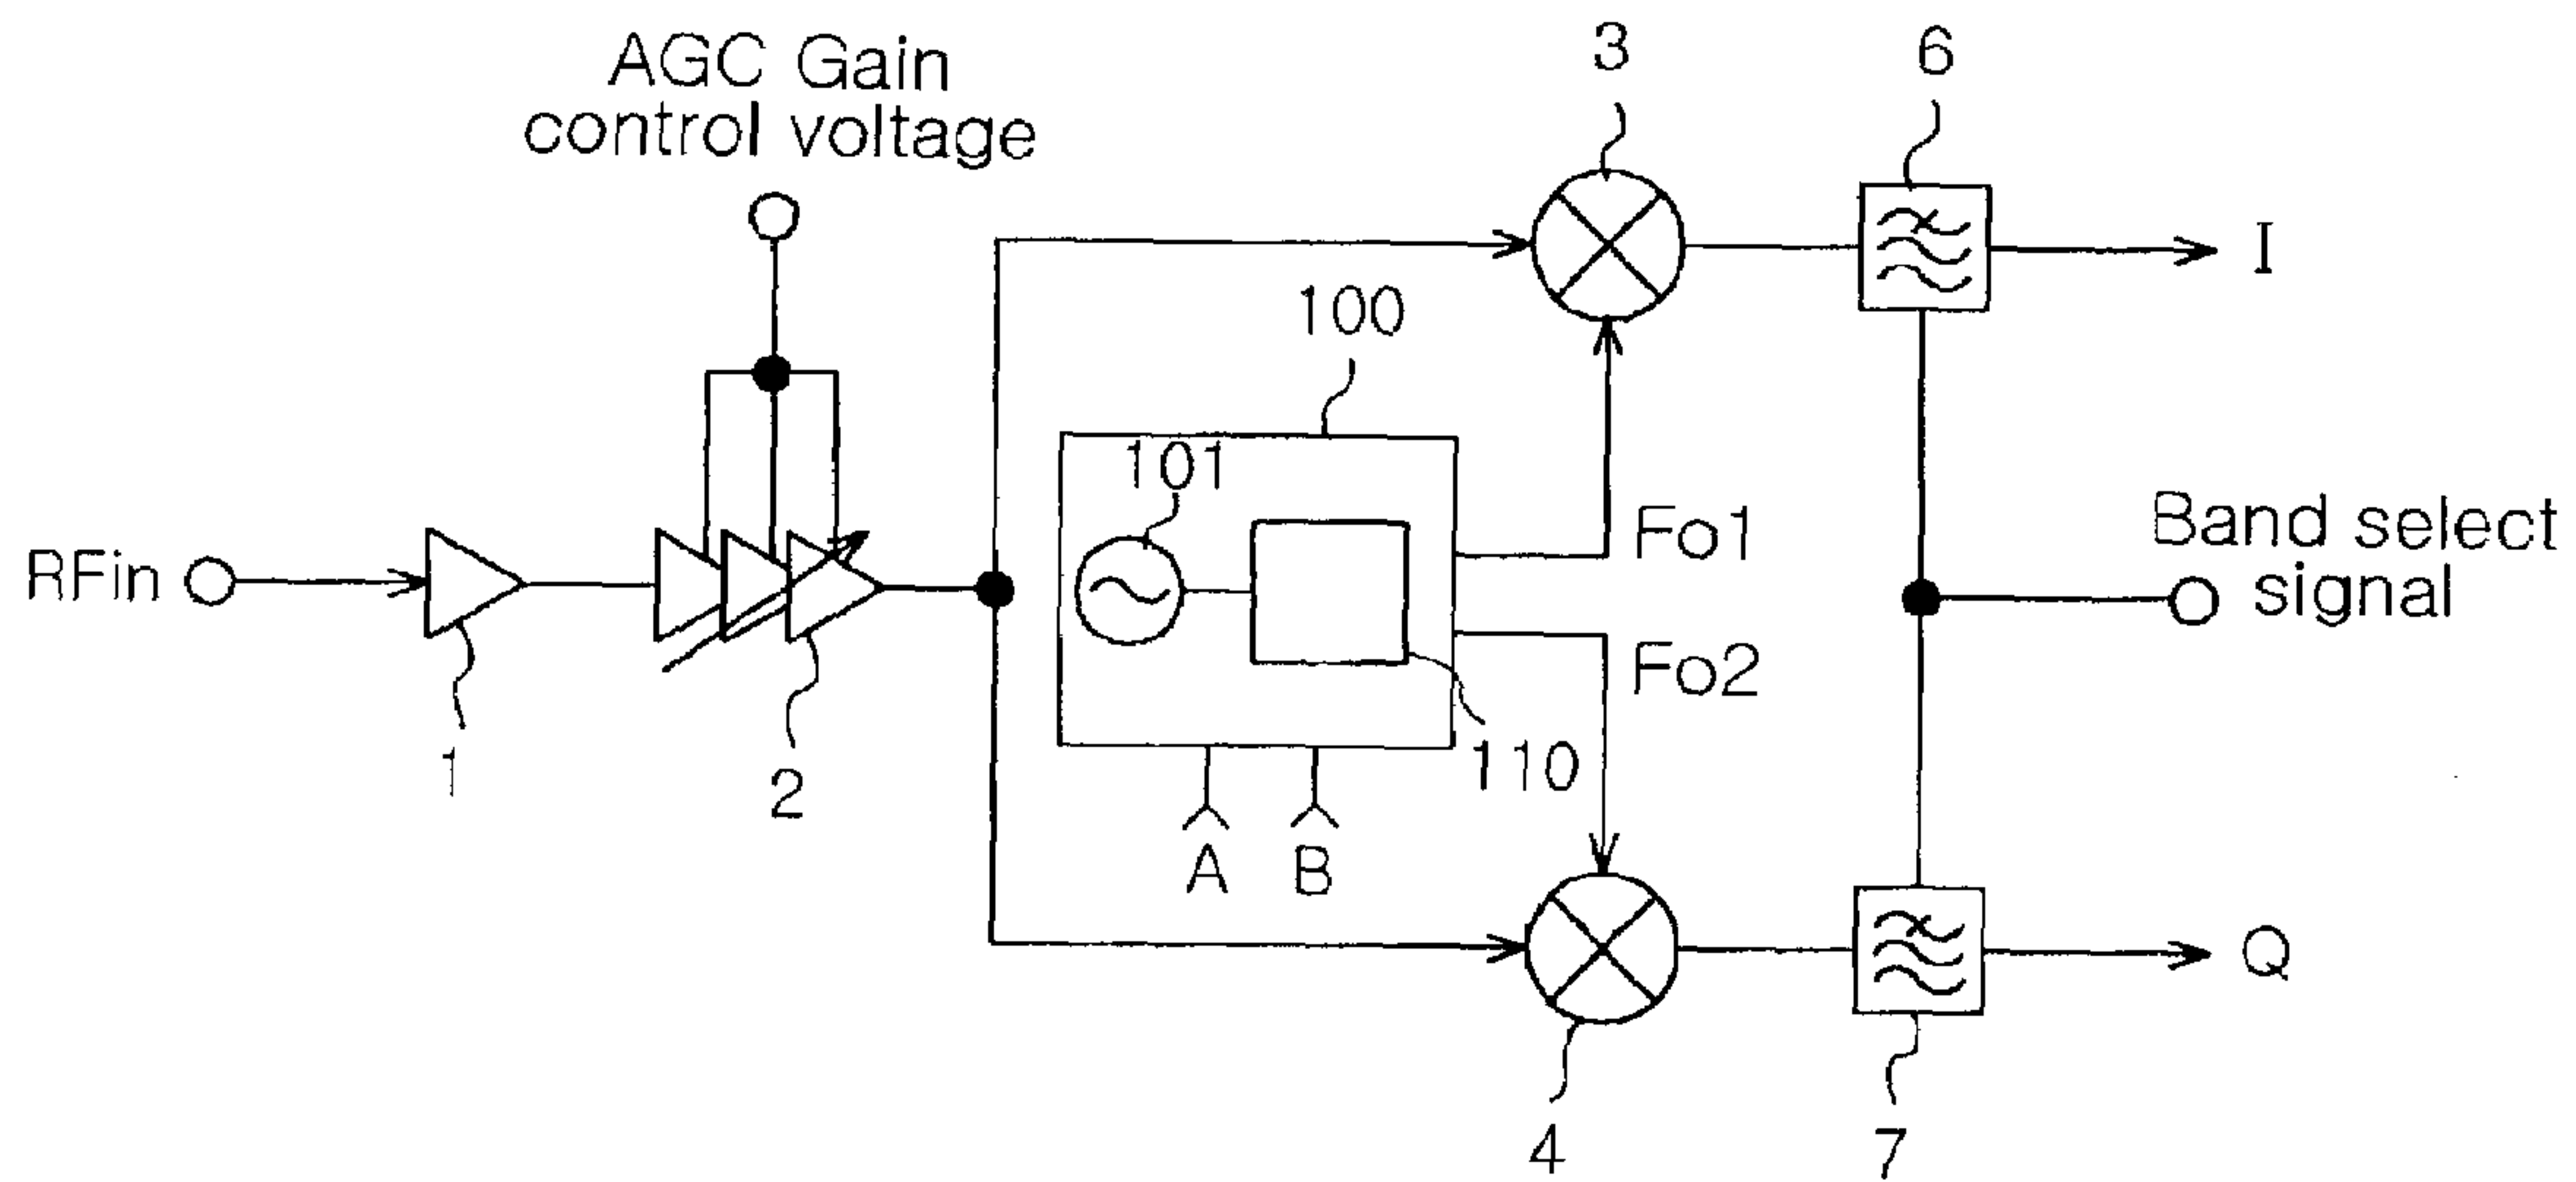 AGC Gain
control voltage
3
6
I
100
101
RFin
Fo1
Band select
signal
Fo2
1
2
110
A
B
Q
4
7